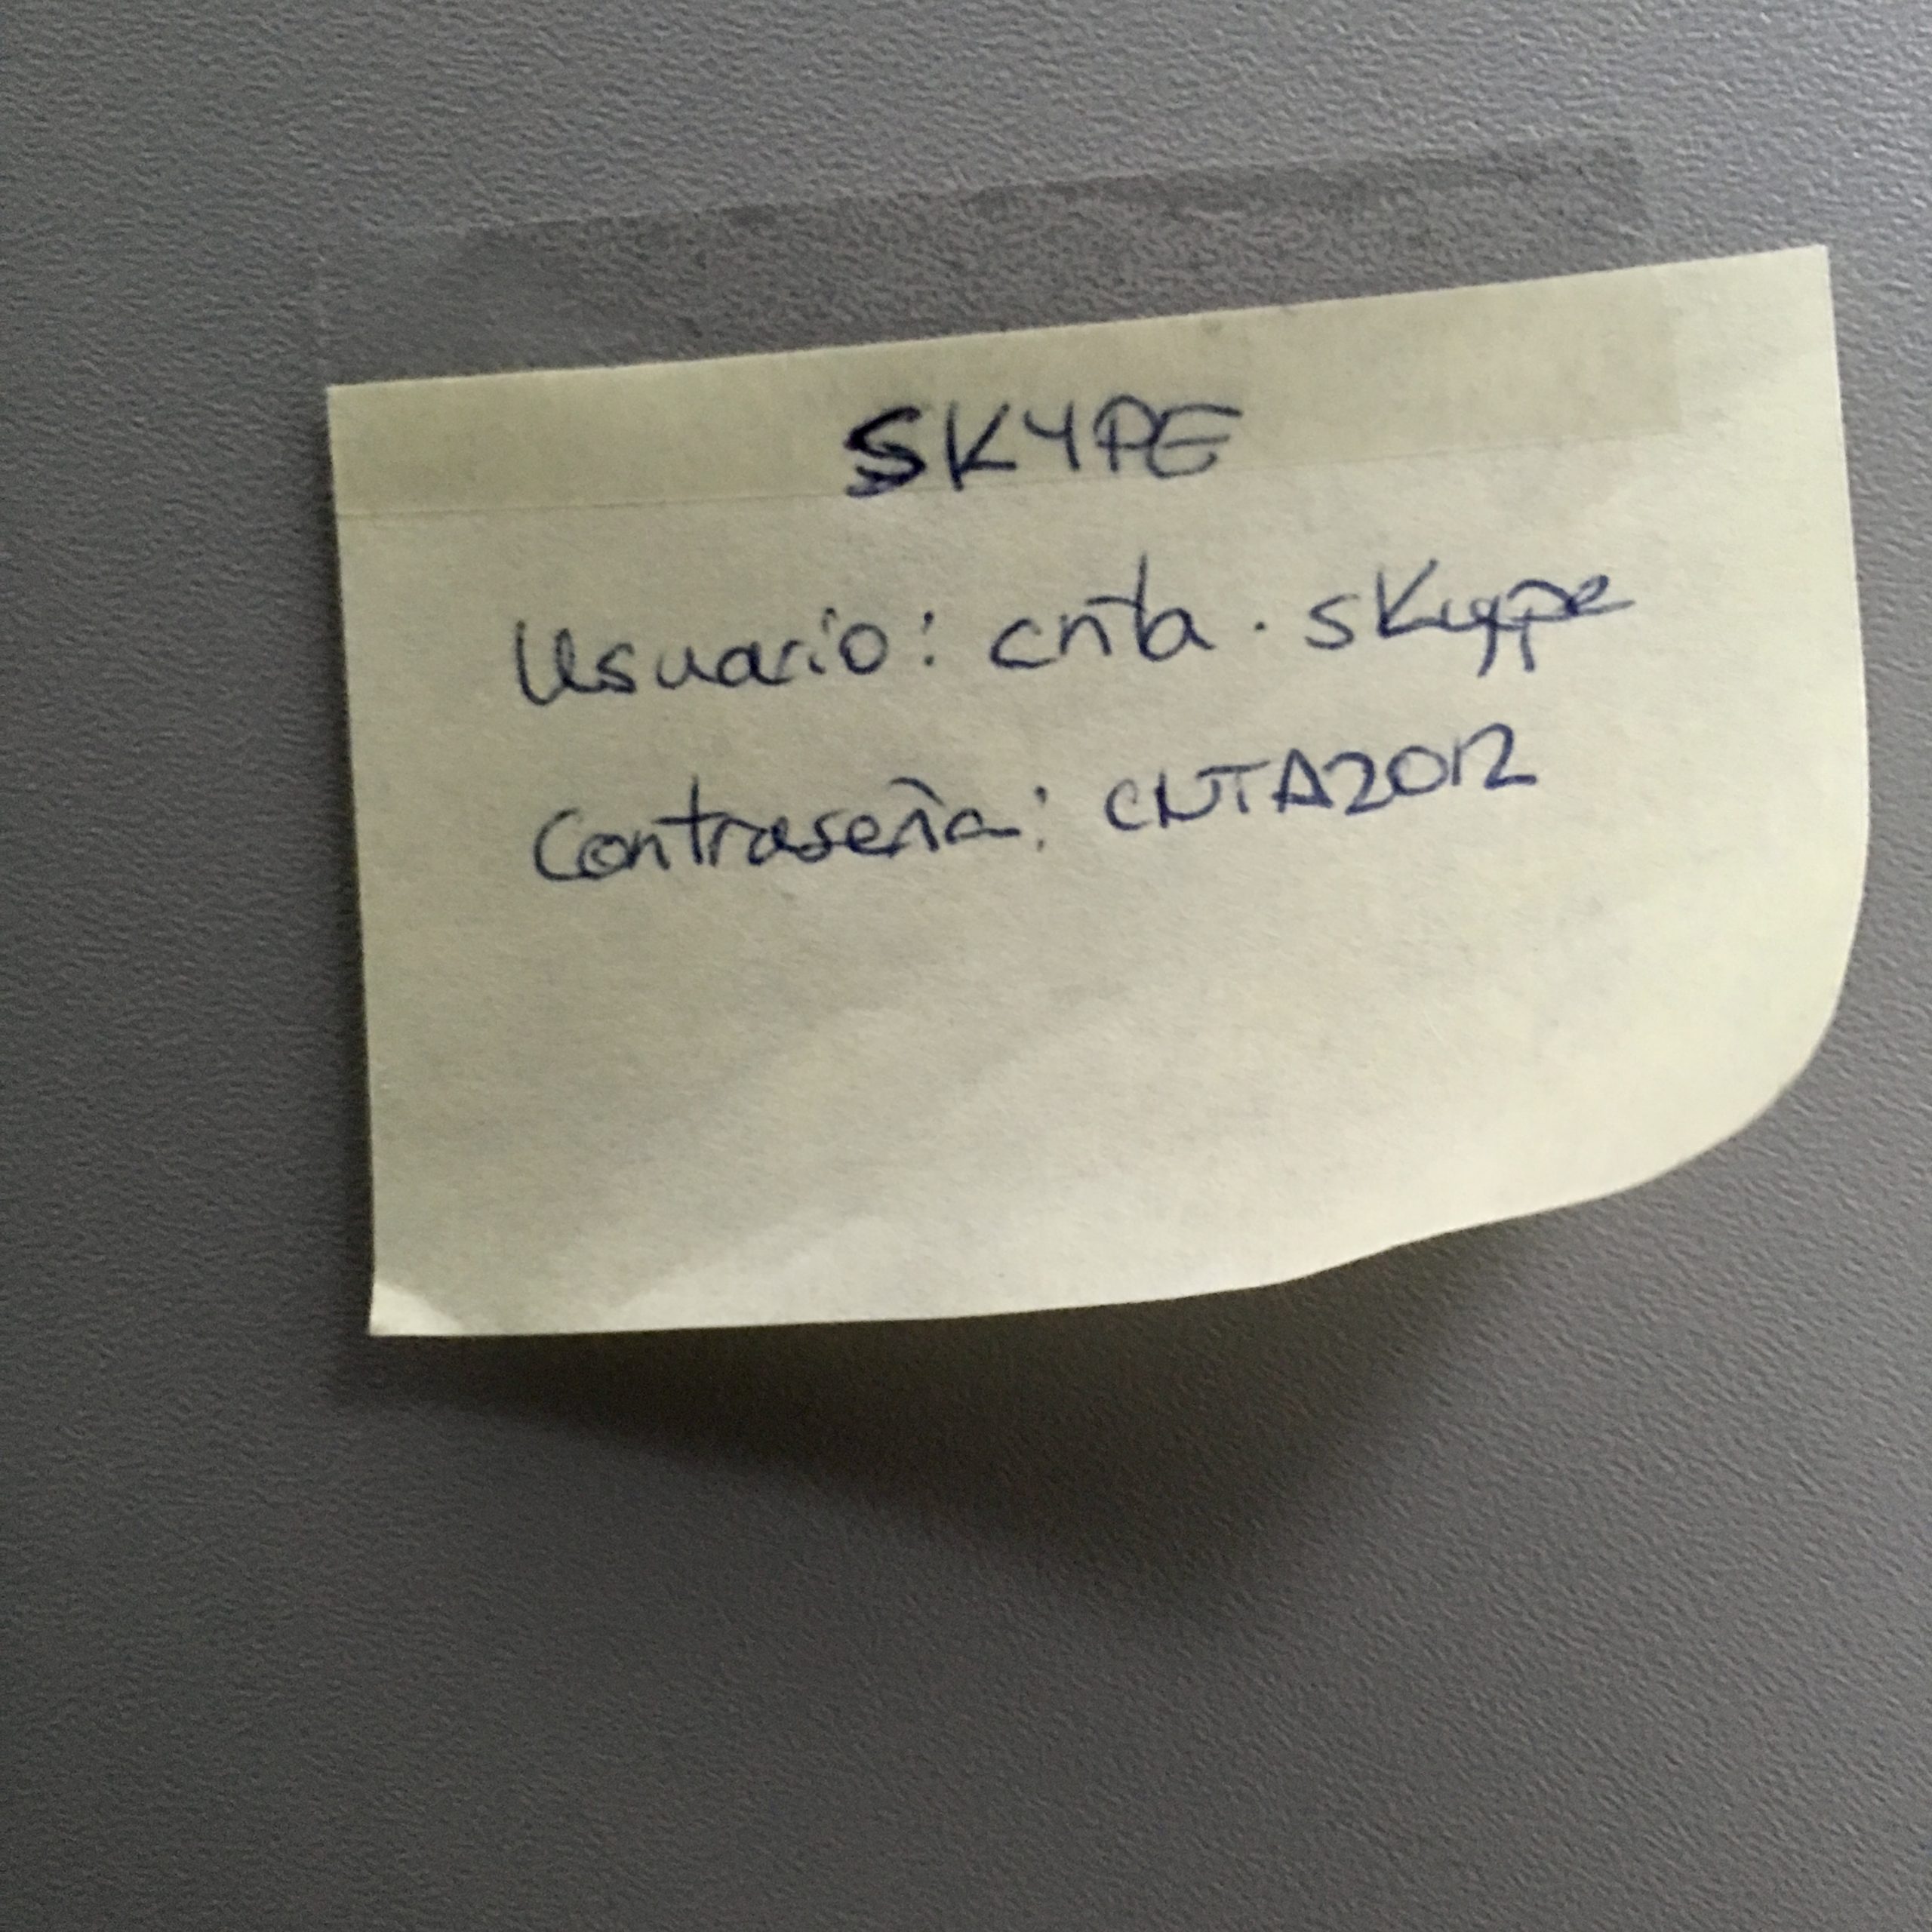 SKYPE
Usuario: cnta.skype
Contraseña: CNTA2012